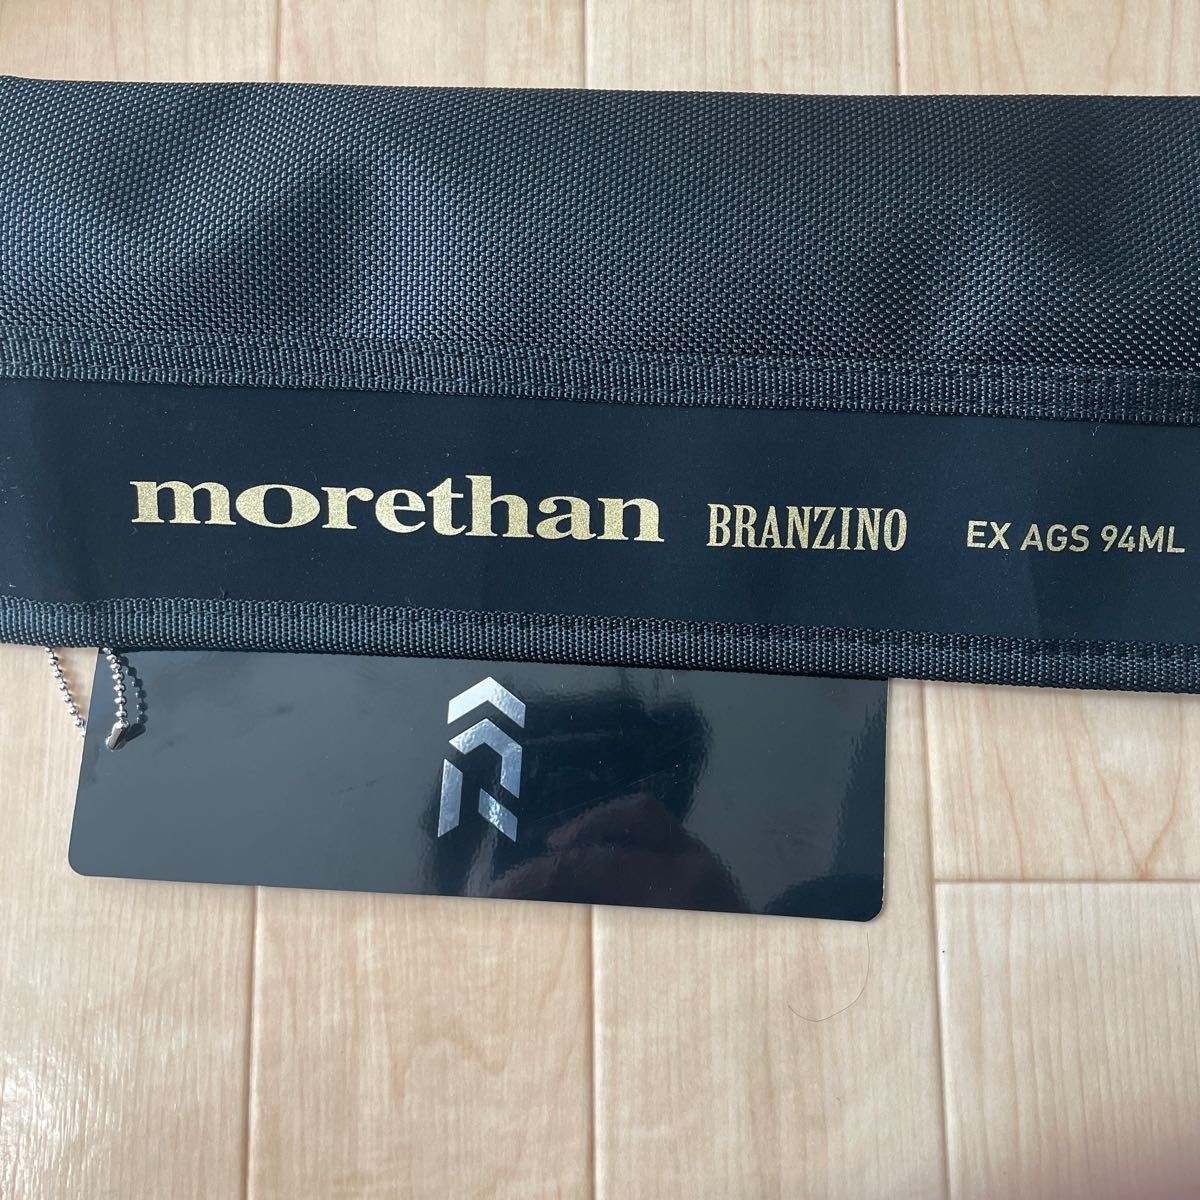 morethan BRANZINO EX AGS 94ML